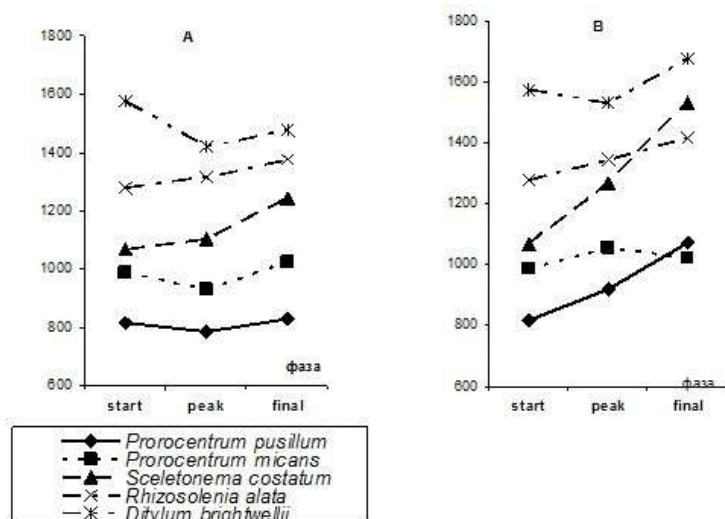 A
1800
1600
1400
1200
1000
800
600
фаза
start peak final
B
1800
1600
1400
1200
1000
800
600
фаза
start peak final
Prorocentrum pusillum
Prorocentrum micans
Sceletonema costatum
Rhizosolenia alata
Ditylum brightwellii